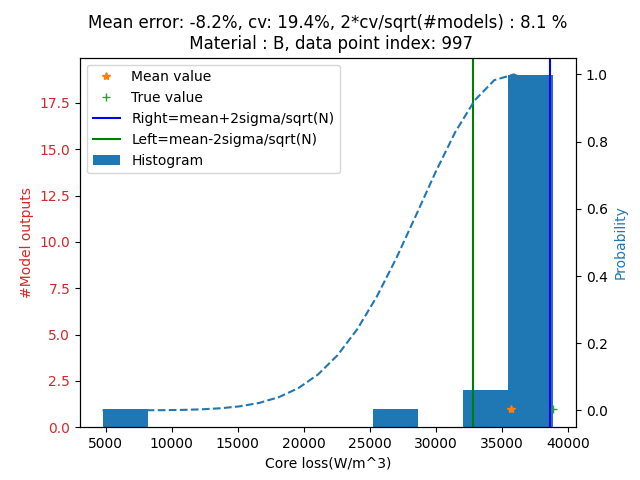 Mean error: -8.2%, cv: 19.4%, 2*cv/sqrt(#models) : 8.1 %
Material : B, data point index: 997
Mean value
True value
Right=mean+2sigma/sqrt(N)
Left=mean-2sigma/sqrt(N)
Histogram
#Model outputs
17.5
15.0
12.5
10.0
7.5
5.0
2.5
0.0
1.0
0.8
0.6
0.4
0.2
0.0
Probability
5000 10000 15000 20000 25000 30000 35000 40000
Core loss(W/m^3)